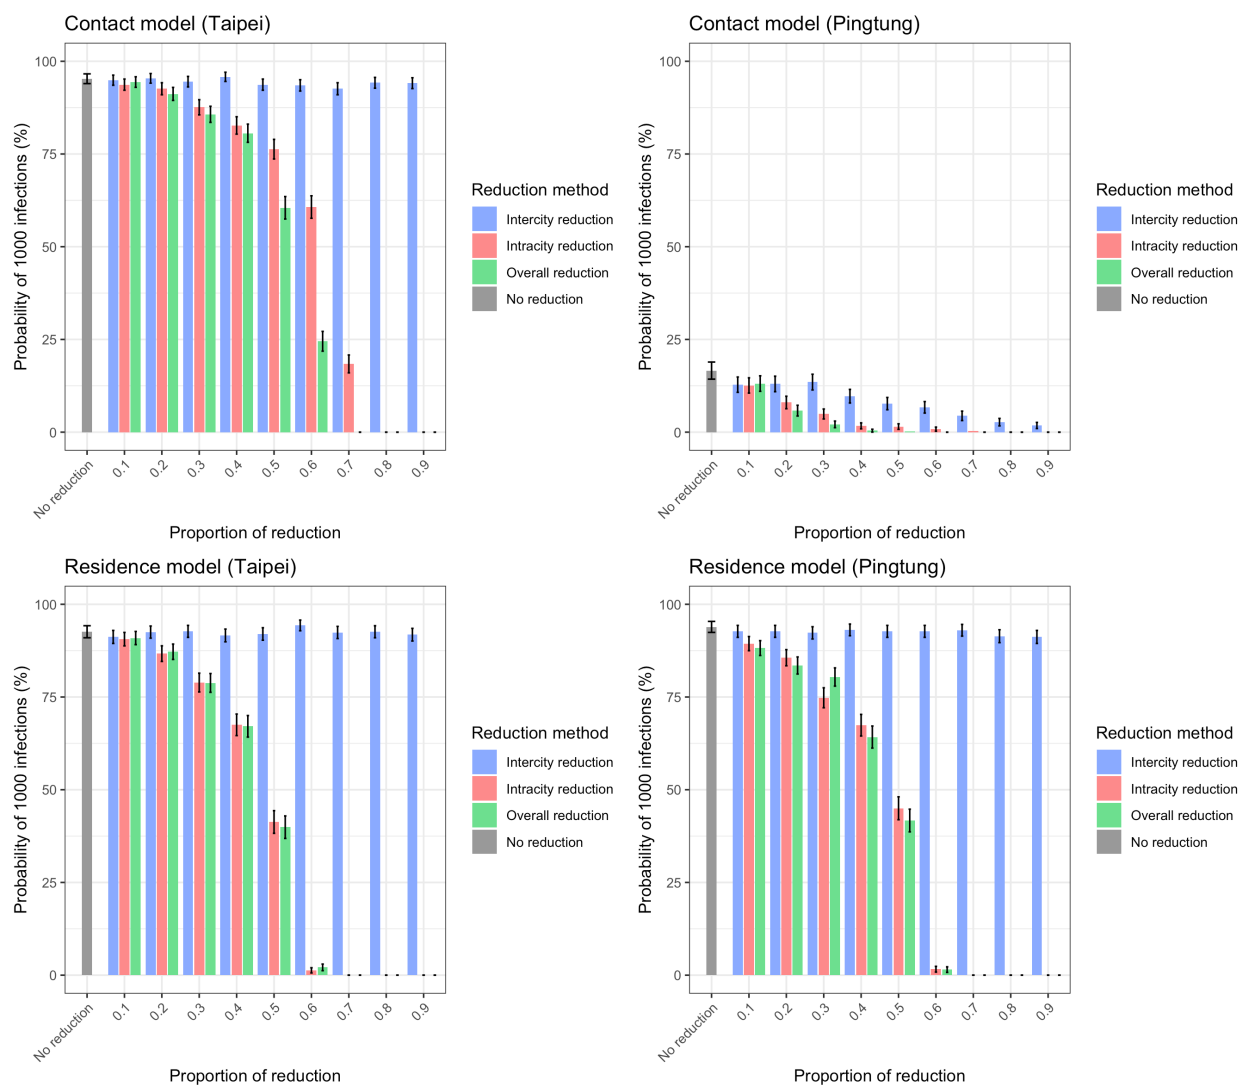 Contact model (Taipei)
Probability of 1000 infections (%)
100
75
50
25
0
No reduction
0.1
0.2
0.3
0.4
0.5
0.6
0.7
0.8
0.9
Proportion of reduction
Reduction method
Intercity reduction
Intracity reduction
Overall reduction
No reduction
Contact model (Pingtung)
Probability of 1000 infections (%)
100
75
50
25
0
No reduction
0.1
0.2
0.3
0.4
0.5
0.6
0.7
0.8
0.9
Proportion of reduction
Reduction method
Intercity reduction
Intracity reduction
Overall reduction
No reduction
Residence model (Taipei)
Probability of 1000 infections (%)
100
75
50
25
0
No reduction
0.1
0.2
0.3
0.4
0.5
0.6
0.7
0.8
0.9
Proportion of reduction
Reduction method
Intercity reduction
Intracity reduction
Overall reduction
No reduction
Residence model (Pingtung)
Probability of 1000 infections (%)
100
75
50
25
0
No reduction
0.1
0.2
0.3
0.4
0.5
0.6
0.7
0.8
0.9
Proportion of reduction
Reduction method
Intercity reduction
Intracity reduction
Overall reduction
No reduction